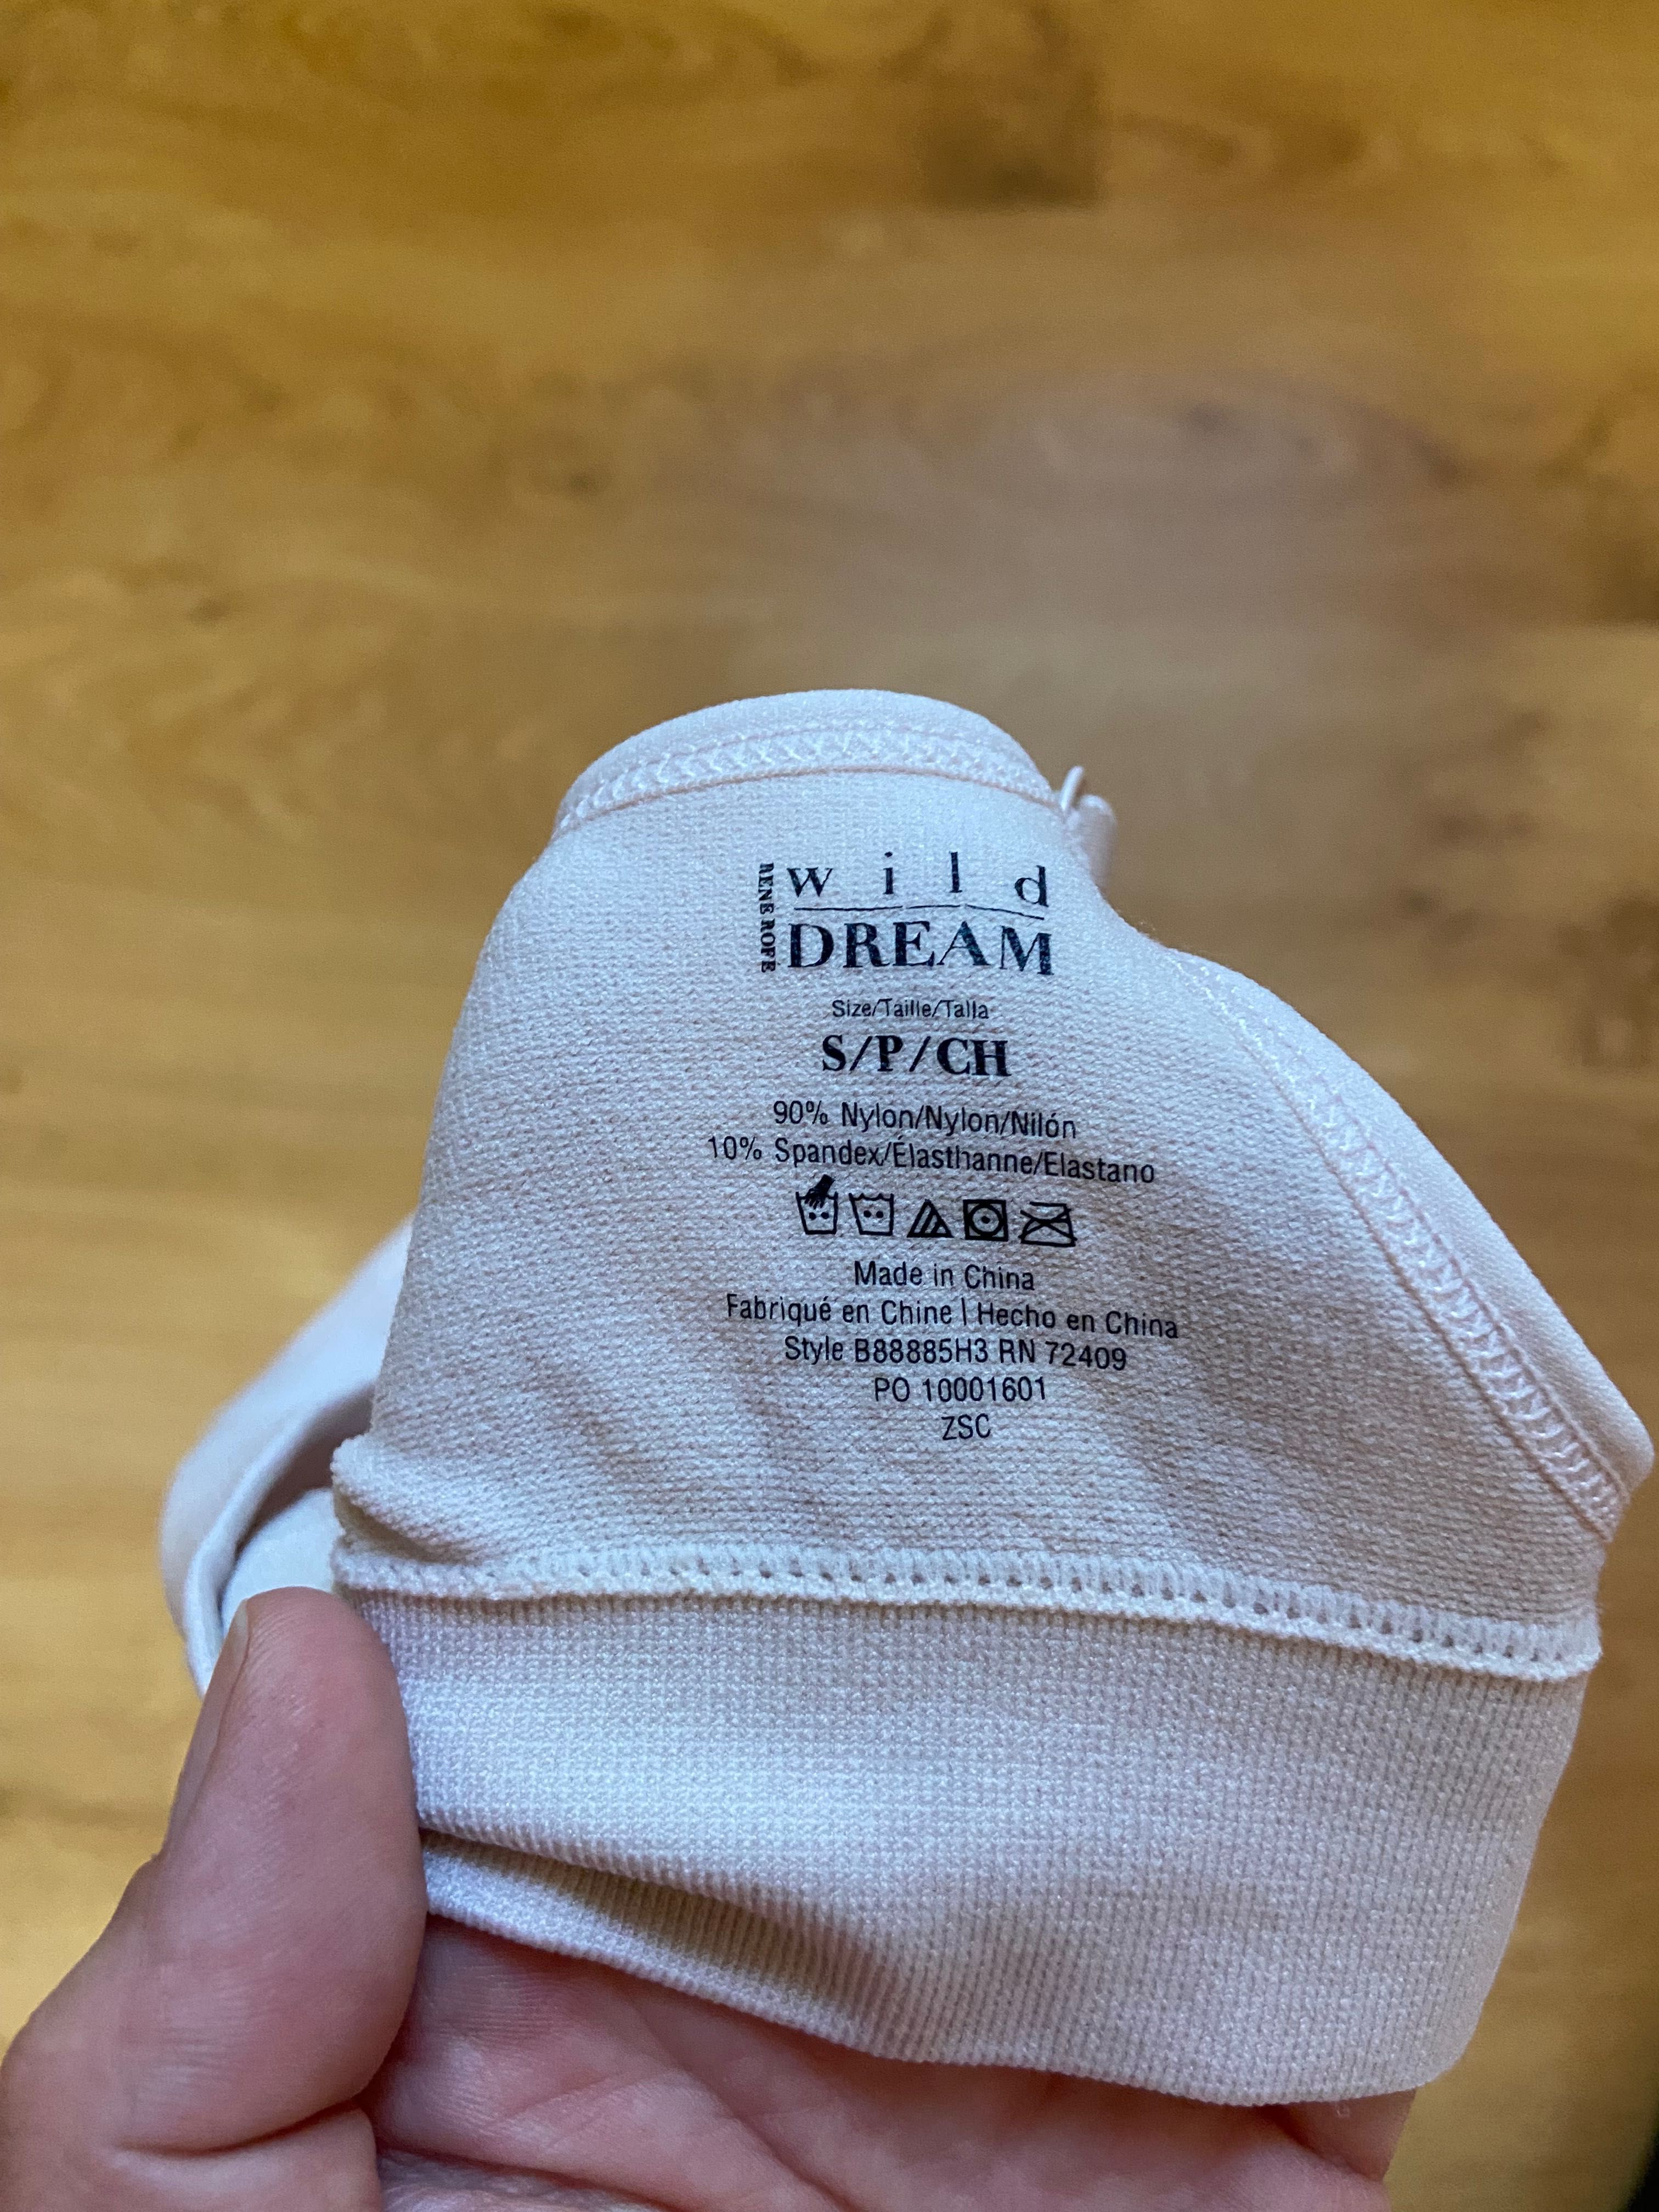 RENE ROFÉ
wild
DREAM
Size/Taille/Talla
S/P/CH
90% Nylon/Nylon/Nilón
10% Spandex/Élasthanne/Elastano
Made in China
Fabriqué en Chine | Hecho en China
Style B88885H3 RN 72409
PO 10001601
ZSC